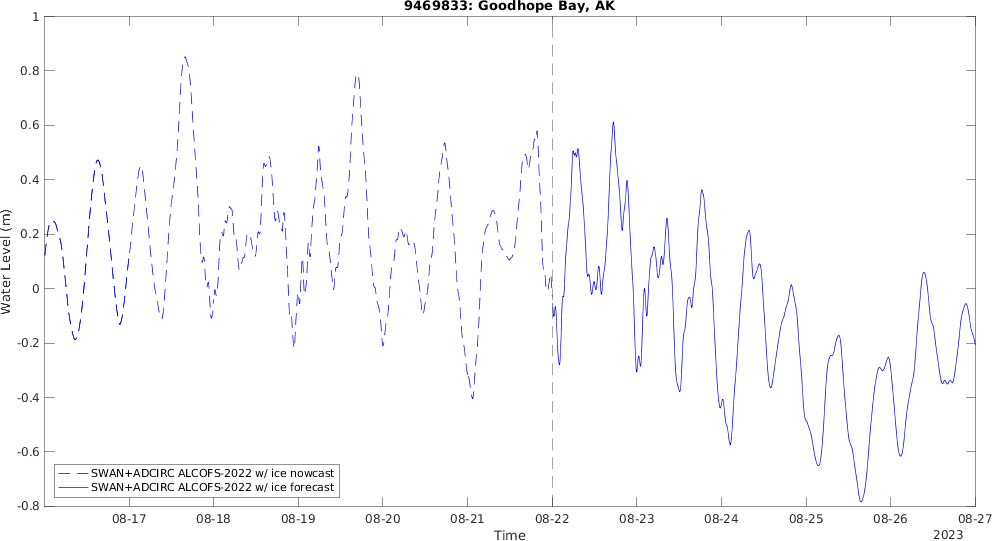 9469833: Goodhope Bay, AK
Water Level (m)
1
0.8
0.6
0.4
0.2
0
-0.2
-0.4
-0.6
-0.8
SWAN+ADCIRC ALCOFS-2022 w/ ice nowcast
SWAN+ADCIRC ALCOFS-2022 w/ ice forecast
08-17 08-18 08-19 08-20 08-21 08-22 08-23 08-24 08-25 08-26 08-27
Time
2023